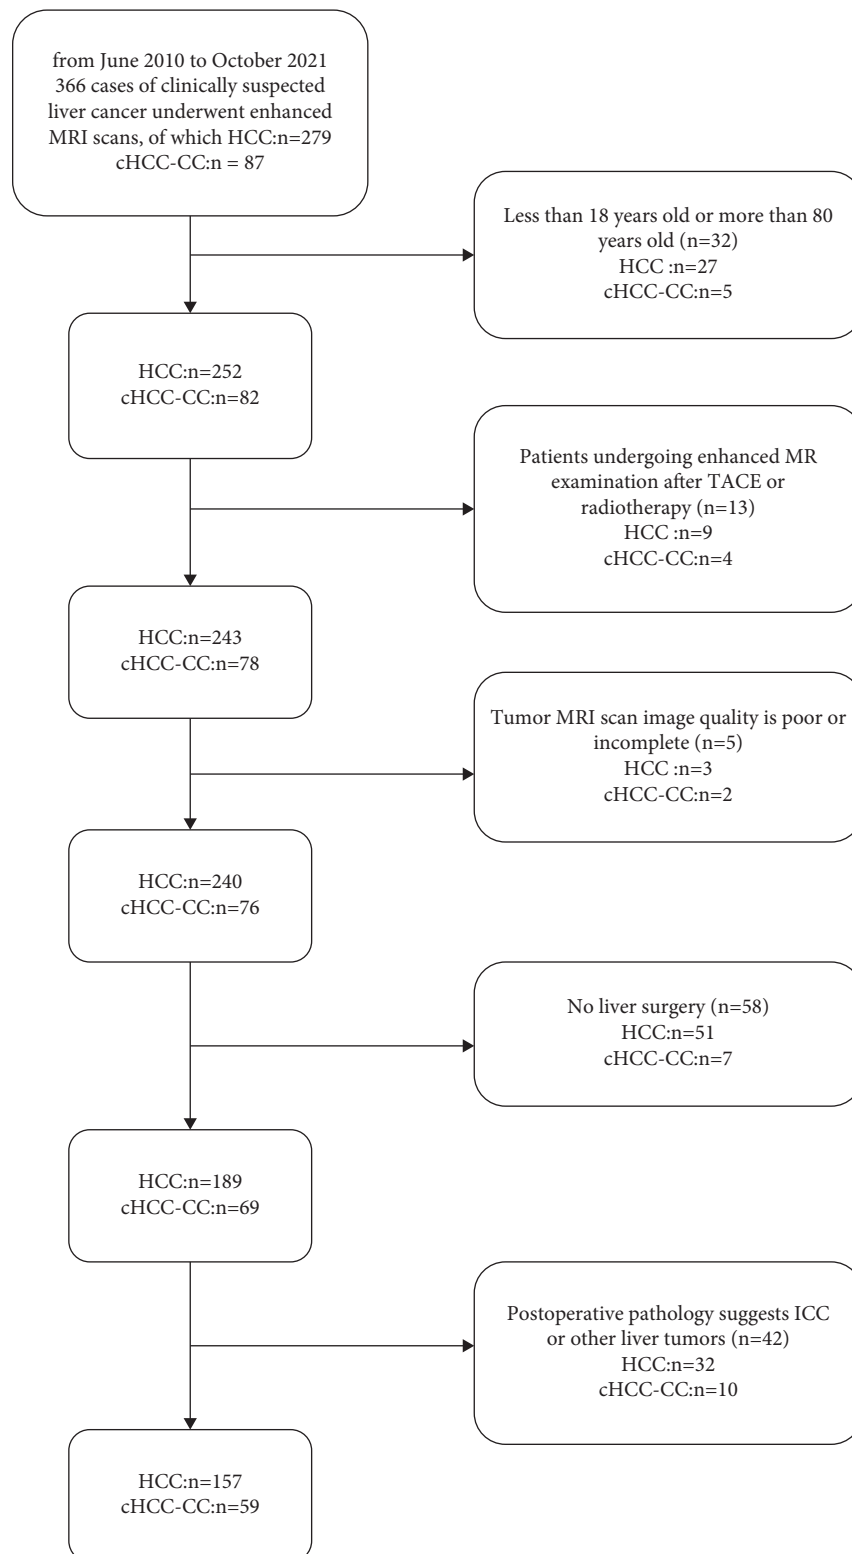 from June 2010 to October 2021
366 cases of clinically suspected
liver cancer underwent enhanced
MRI scans, of which HCC:n=279
cHCC-CC:n = 87
Less than 18 years old or more than 80
years old (n=32)
HCC :n=27
cHCC-CC:n=5
HCC:n=252
cHCC-CC:n=82
Patients undergoing enhanced MR
examination after TACE or
radiotherapy (n=13)
HCC :n=9
cHCC-CC:n=4
HCC:n=243
cHCC-CC:n=78
Tumor MRI scan image quality is poor or
incomplete (n=5)
HCC :n=3
cHCC-CC:n=2
HCC:n=240
cHCC-CC:n=76
No liver surgery (n=58)
HCC:n=51
cHCC-CC:n=7
HCC:n=189
cHCC-CC:n=69
Postoperative pathology suggests ICC
or other liver tumors (n=42)
HCC:n=32
cHCC-CC:n=10
HCC:n=157
cHCC-CC:n=59